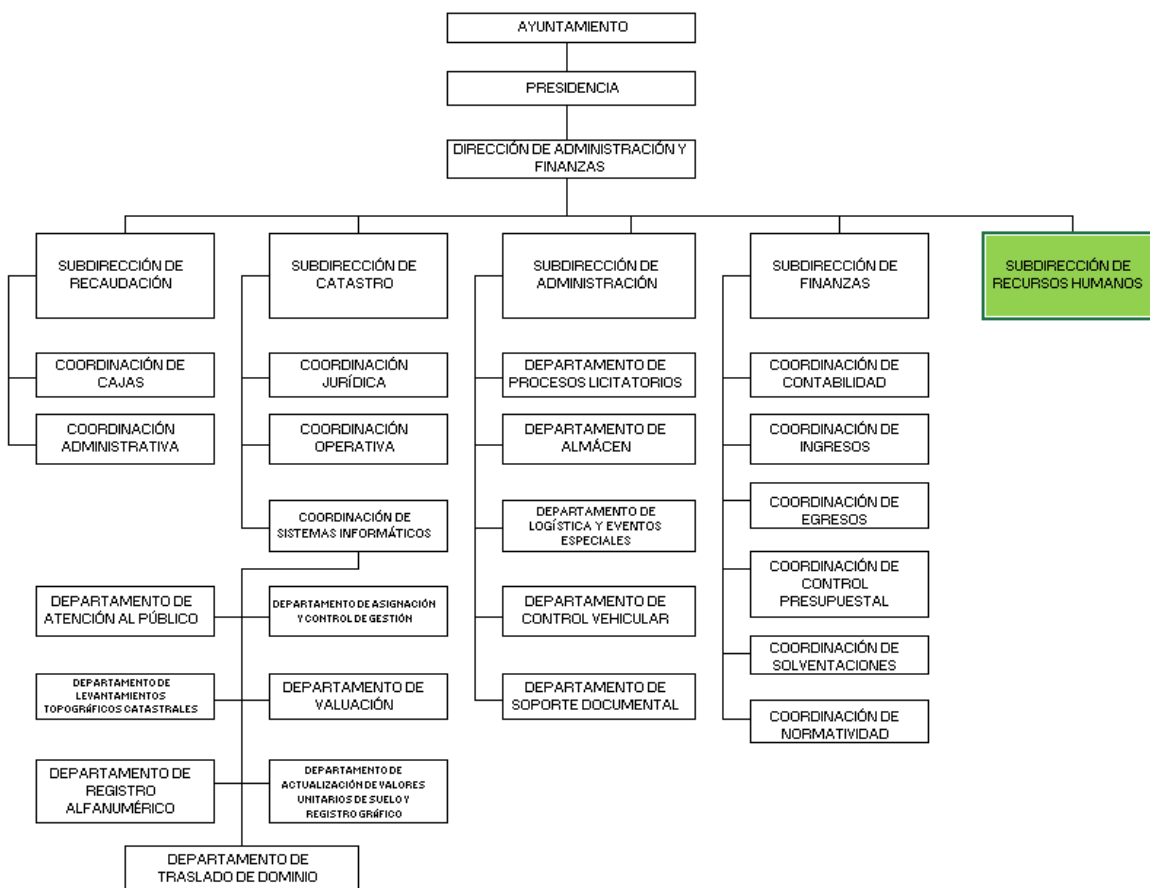 AYUNTAMIENTO
PRESIDENCIA
DIRECCIÓN DE ADMINISTRACIÓN Y
FINANZAS
SUBDIRECCIÓN DE
RECAUDACIÓN
SUBDIRECCIÓN DE
CATASTRO
SUBDIRECCIÓN DE
ADMINISTRACIÓN
SUBDIRECCIÓN DE
FINANZAS
SUBDIRECCIÓN DE
RECURSOS HUMANOS
COORDINACIÓN DE
CAJAS
COORDINACIÓN
JURÍDICA
DEPARTAMENTO DE
PROCESOS LICITATORIOS
COORDINACIÓN DE
CONTABILIDAD
COORDINACIÓN
ADMINISTRATIVA
COORDINACIÓN
OPERATIVA
DEPARTAMENTO DE
ALMÁCEN
COORDINACIÓN DE
INGRESOS
COORDINACIÓN DE
SISTEMAS INFORMÁTICOS
DEPARTAMENTO DE
LOGÍSTICA Y EVENTOS
ESPECIALES
COORDINACIÓN DE
EGRESOS
DEPARTAMENTO DE
ATENCIÓN AL PÚBLICO
DEPARTAMENTO DE ASIGNACIÓN
Y CONTROL DE GESTIÓN
DEPARTAMENTO DE
CONTROL VEHICULAR
COORDINACIÓN DE
CONTROL
PRESUPUESTAL
COORDINACIÓN DE
SOLVENTACIONES
DEPARTAMENTO DE
LEVANTAMIENTOS
TOPOGRÁFICOS CATASTRALES
DEPARTAMENTO DE
VALUACIÓN
DEPARTAMENTO DE
SOPORTE DOCUMENTAL
COORDINACIÓN DE
NORMATIVIDAD
DEPARTAMENTO DE
REGISTRO
ALFANUMÉRICO
DEPARTAMENTO DE
ACTUALIZACIÓN DE VALORES
UNITARIOS DE SUELO Y
REGISTRO GRÁFICO
DEPARTAMENTO DE
TRASLADO DE DOMINIO